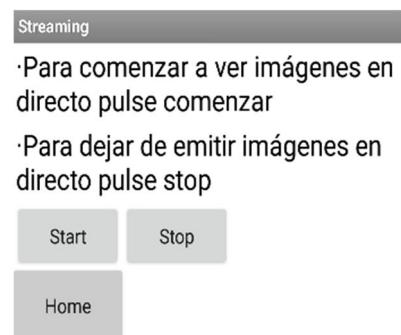 Streaming
·Para comenzar a ver imágenes en
directo pulse comenzar
·Para dejar de emitir imágenes en
directo pulse stop
Start Stop
Home